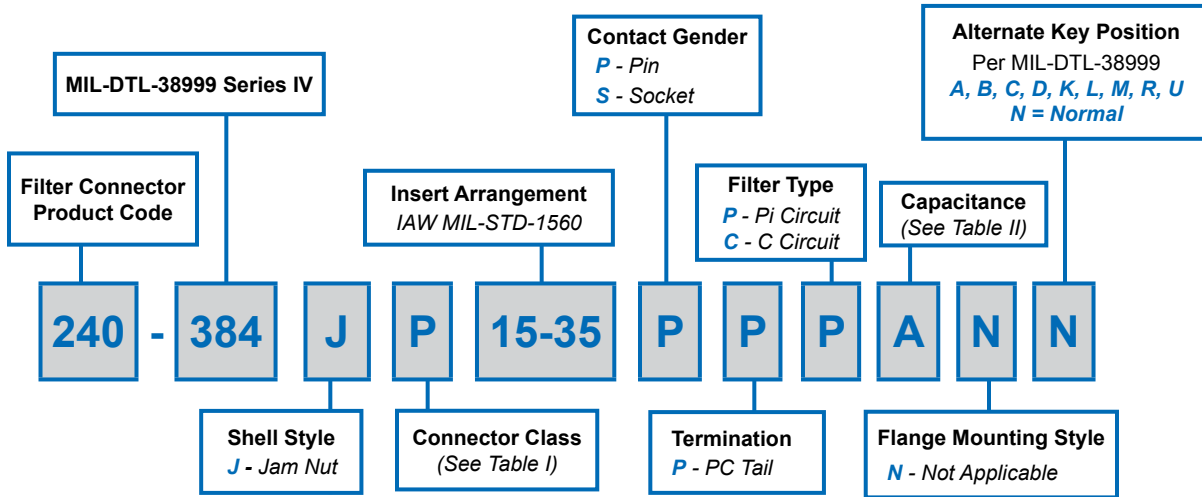 Contact Gender
P - Pin
S - Socket
Alternate Key Position
Per MIL-DTL-38999
A, B, C, D, K, L, M, R, U
N = Normal
MIL-DTL-38999 Series IV
Filter Connector
Product Code
Insert Arrangement
IAW MIL-STD-1560
Filter Type
P - Pi Circuit
C - C Circuit
Capacitance
(See Table II)
240 - 384 J P 15-35 P P P A N N
Shell Style
J - Jam Nut
Connector Class
(See Table I)
Termination
P - PC Tail
Flange Mounting Style
N - Not Applicable